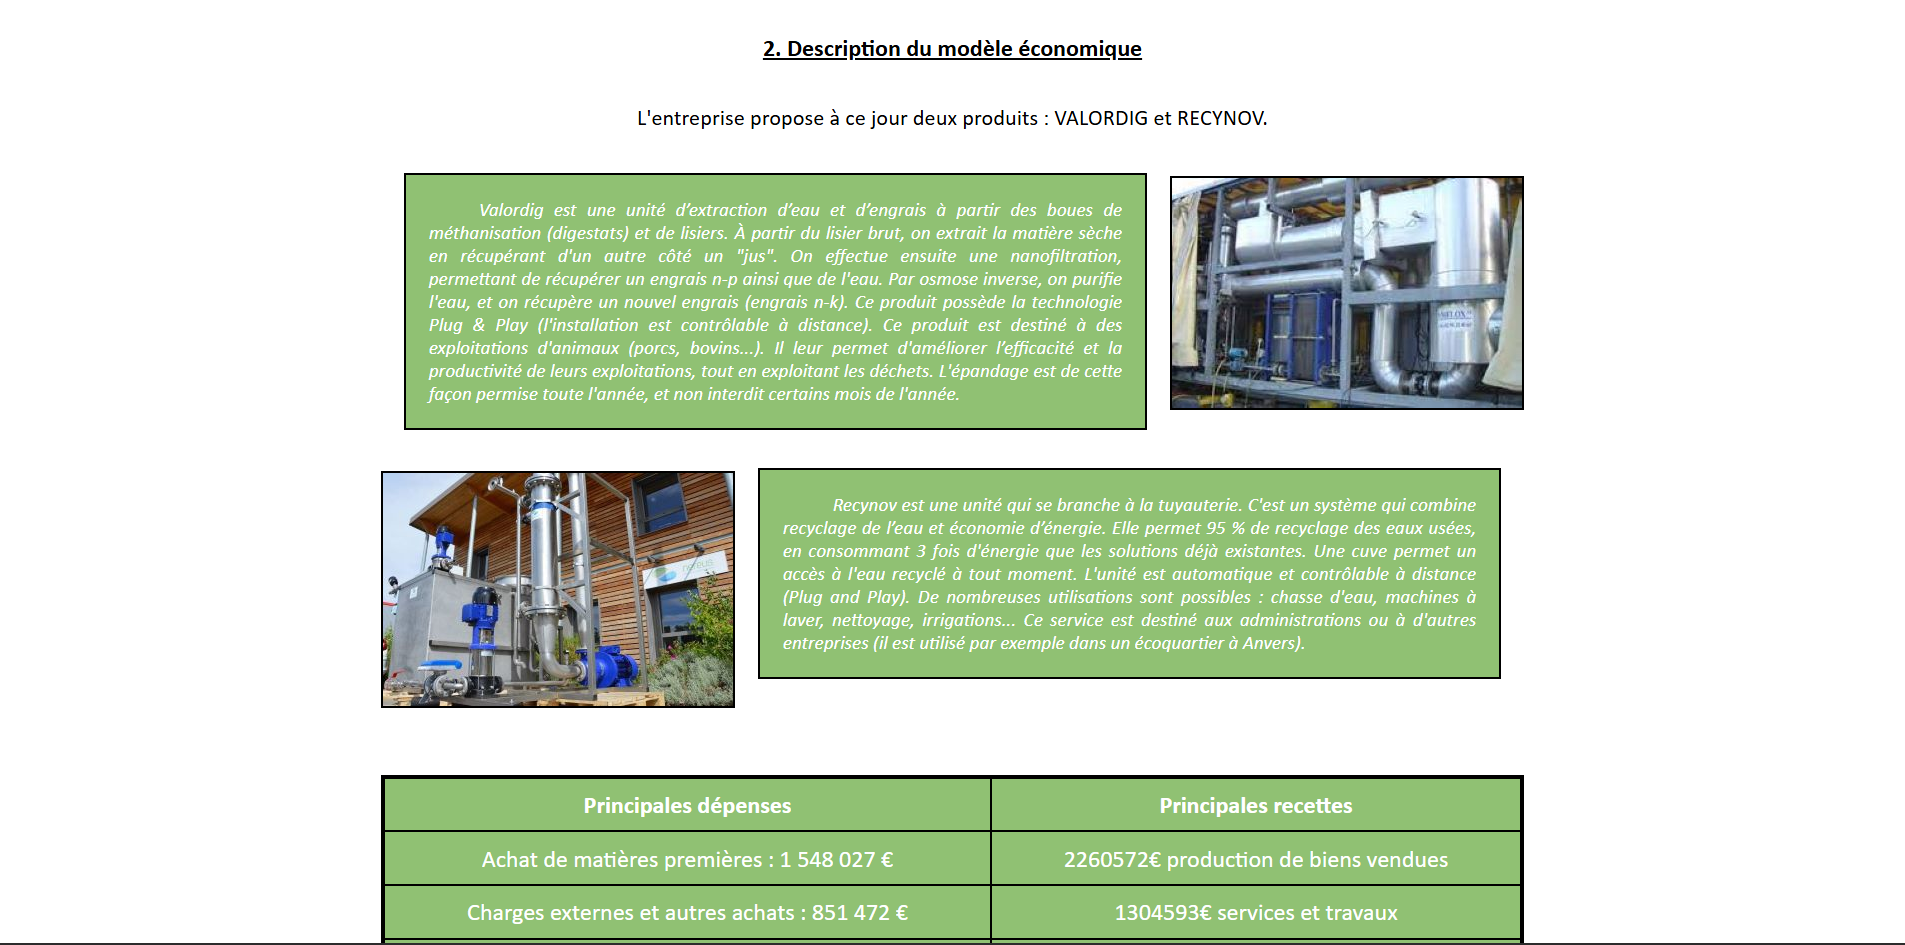 2. Description du modèle économique
L'entreprise propose à ce jour deux produits : VALORDIG et RECYNOV.
Valordig est une unité d’extraction d’eau et d’engrais à partir des boues de
méthanisation (digestats) et de lisiers. À partir du lisier brut, on extrait la matière sèche
en récupérant d'un autre côté un "jus". On effectue ensuite une nanofiltration,
permettant de récupérer un engrais n-p ainsi que de l'eau. Par osmose inverse, on purifie
l'eau, et on récupère un nouvel engrais (engrais n-k). Ce produit possède la technologie
Plug & Play (l'installation est contrôlable à distance). Ce produit est destiné à des
exploitations d'animaux (porcs, bovins...). Il leur permet d'améliorer l’efficacité et la
productivité de leurs exploitations, tout en exploitant les déchets. L'épandage est de cette
façon permise toute l'année, et non interdit certains mois de l'année.
Recynov est une unité qui se branche à la tuyauterie. C'est un système qui combine
recyclage de l’eau et économie d’énergie. Elle permet 95 % de recyclage des eaux usées,
en consommant 3 fois d'énergie que les solutions déjà existantes. Une cuve permet un
accès à l'eau recyclé à tout moment. L'unité est automatique et contrôlable à distance
(Plug and Play). De nombreuses utilisations sont possibles : chasse d'eau, machines à
laver, nettoyage, irrigations... Ce service est destiné aux administrations ou à d'autres
entreprises (il est utilisé par exemple dans un écoquartier à Anvers).
Principales dépenses
Principales recettes
Achat de matières premières : 1 548 027 €
2260572€ production de biens vendues
Charges externes et autres achats : 851 472 €
1304593€ services et travaux